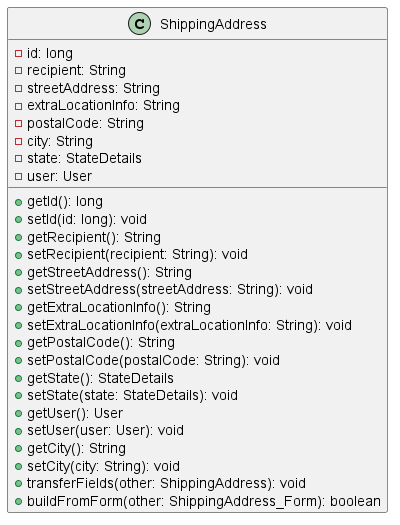 C ShippingAddress
id: long
recipient: String
streetAddress: String
extraLocationInfo: String
postalCode: String
city: String
state: StateDetails
user: User
getId(): long
setId(id: long): void
getRecipient(): String
setRecipient(recipient: String): void
getStreetAddress(): String
setStreetAddress(streetAddress: String): void
getExtraLocationInfo(): String
setExtraLocationInfo(extraLocationInfo: String): void
getPostalCode(): String
setPostalCode(postalCode: String): void
getState(): StateDetails
setState(state: StateDetails): void
getUser(): User
setUser(user: User): void
getCity(): String
setCity(city: String): void
transferFields(other: ShippingAddress): void
buildFromForm(other: ShippingAddress_Form): boolean